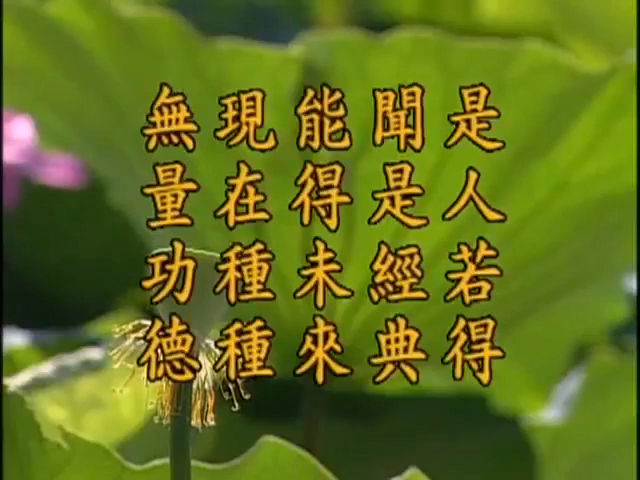 是人若得
聞是經典
能得未來
現在種種
無量功德